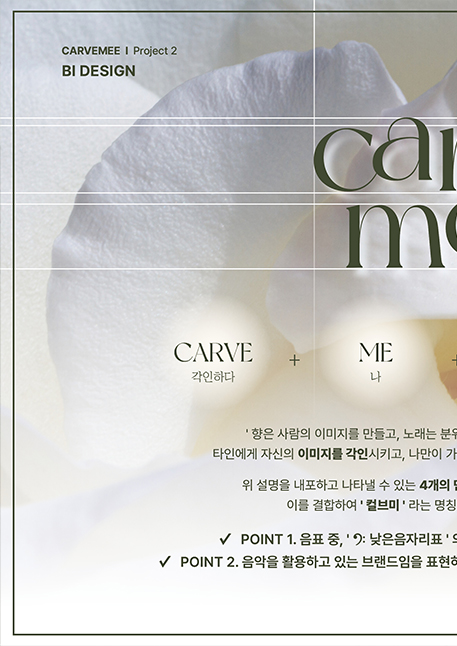 CARVEMEE I Project 2
BI DESIGN
car
me
CARVE + ME +
각인하다 나
' 향은 사람의 이미지를 만들고, 노래는 분위
타인에게 자신의 이미지를 각인시키고, 나만이 가
위 설명을 내포하고 나타낼 수 있는 4개의 단
이를 결합하여 ' 컬브미 ' 라는 명칭
✓ POINT 1. 음표 중, ' 𝄢 낮은음자리표 ' 의
✓ POINT 2. 음악을 활용하고 있는 브랜드임을 표현하